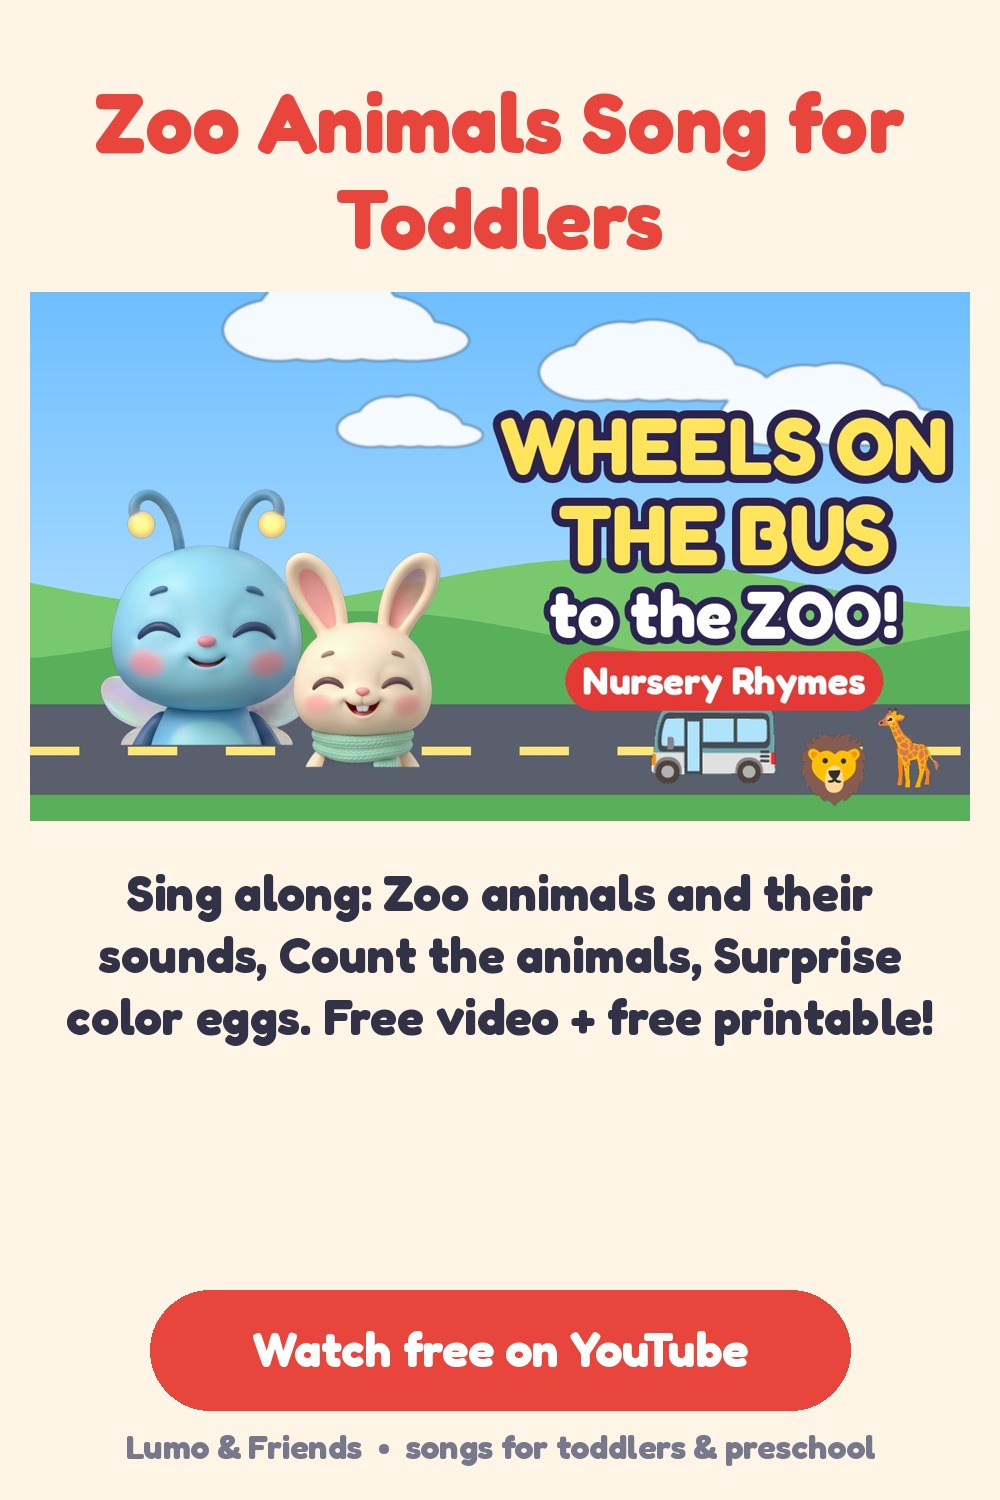 Zoo Animals Song for
Toddlers
WHEELS ON
THE BUS
to the ZOO!
Nursery Rhymes
Sing along: Zoo animals and their
sounds, Count the animals, Surprise
color eggs. Free video + free printable!
Watch free on YouTube
Lumo & Friends • songs for toddlers & preschool